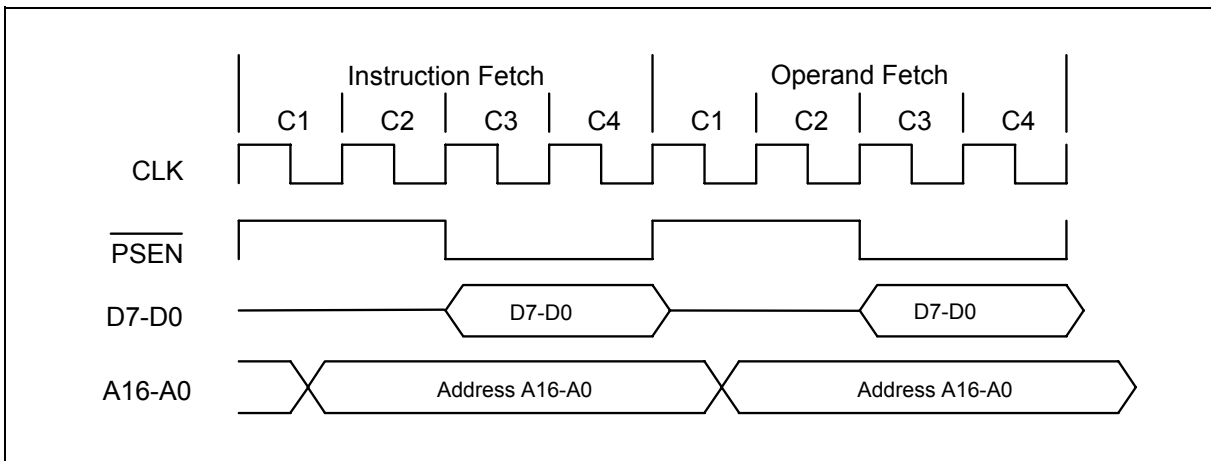 Instruction Fetch Operand Fetch
C1 C2 C3 C4 C1 C2 C3 C4
CLK
PSEN
D7-D0 D7-D0 D7-D0
A16-A0 Address A16-A0 Address A16-A0